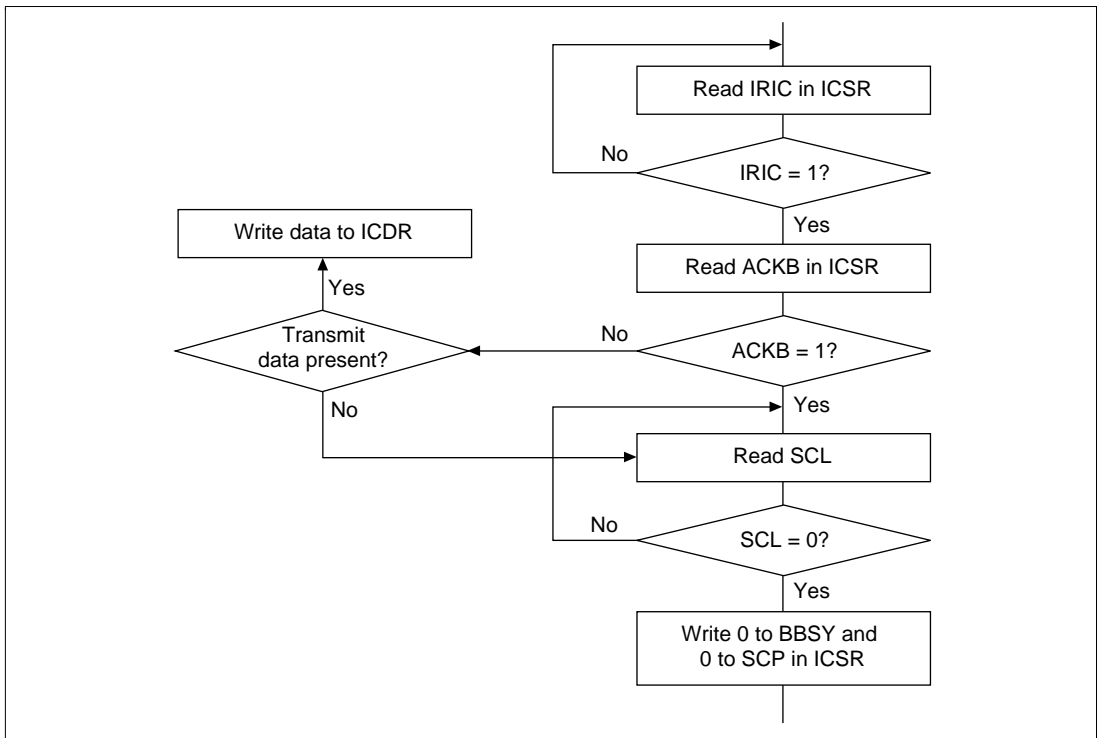 Read IRIC in ICSR
No
IRIC = 1?
Yes
Write data to ICDR
Read ACKB in ICSR
Yes
Transmit
data present?
No
ACKB = 1?
No
Yes
Read SCL
No
SCL = 0?
Yes
Write 0 to BBSY and
0 to SCP in ICSR